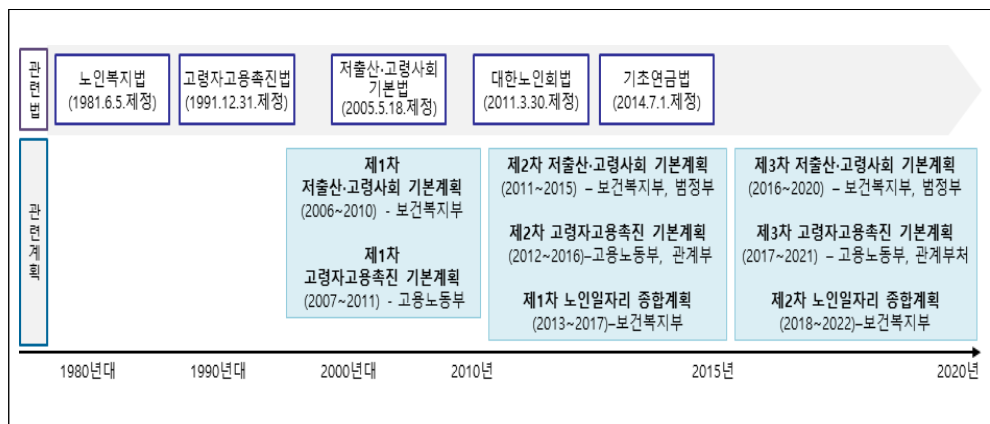 관련법
노인복지법
(1981.6.5.제정)
고령자고용촉진법
(1991.12.31.제정)
저출산·고령사회
기본법
(2005.5.18.제정)
대한노인회법
(2011.3.30.제정)
기초연금법
(2014.7.1.제정)
관련계획
제1차
저출산·고령사회 기본계획
(2006~2010) - 보건복지부
제1차
고령자고용촉진 기본계획
(2007~2011) - 고용노동부
제2차 저출산·고령사회 기본계획
(2011~2015) – 보건복지부, 범정부
제2차 고령자고용촉진 기본계획
(2012~2016)–고용노동부, 관계부
제1차 노인일자리 종합계획
(2013~2017)–보건복지부
제3차 저출산·고령사회 기본계획
(2016~2020) – 보건복지부, 범정부
제3차 고령자고용촉진 기본계획
(2017~2021) – 고용노동부, 관계부처
제2차 노인일자리 종합계획
(2018~2022)–보건복지부
1980년대
1990년대
2000년대
2010년
2015년
2020년